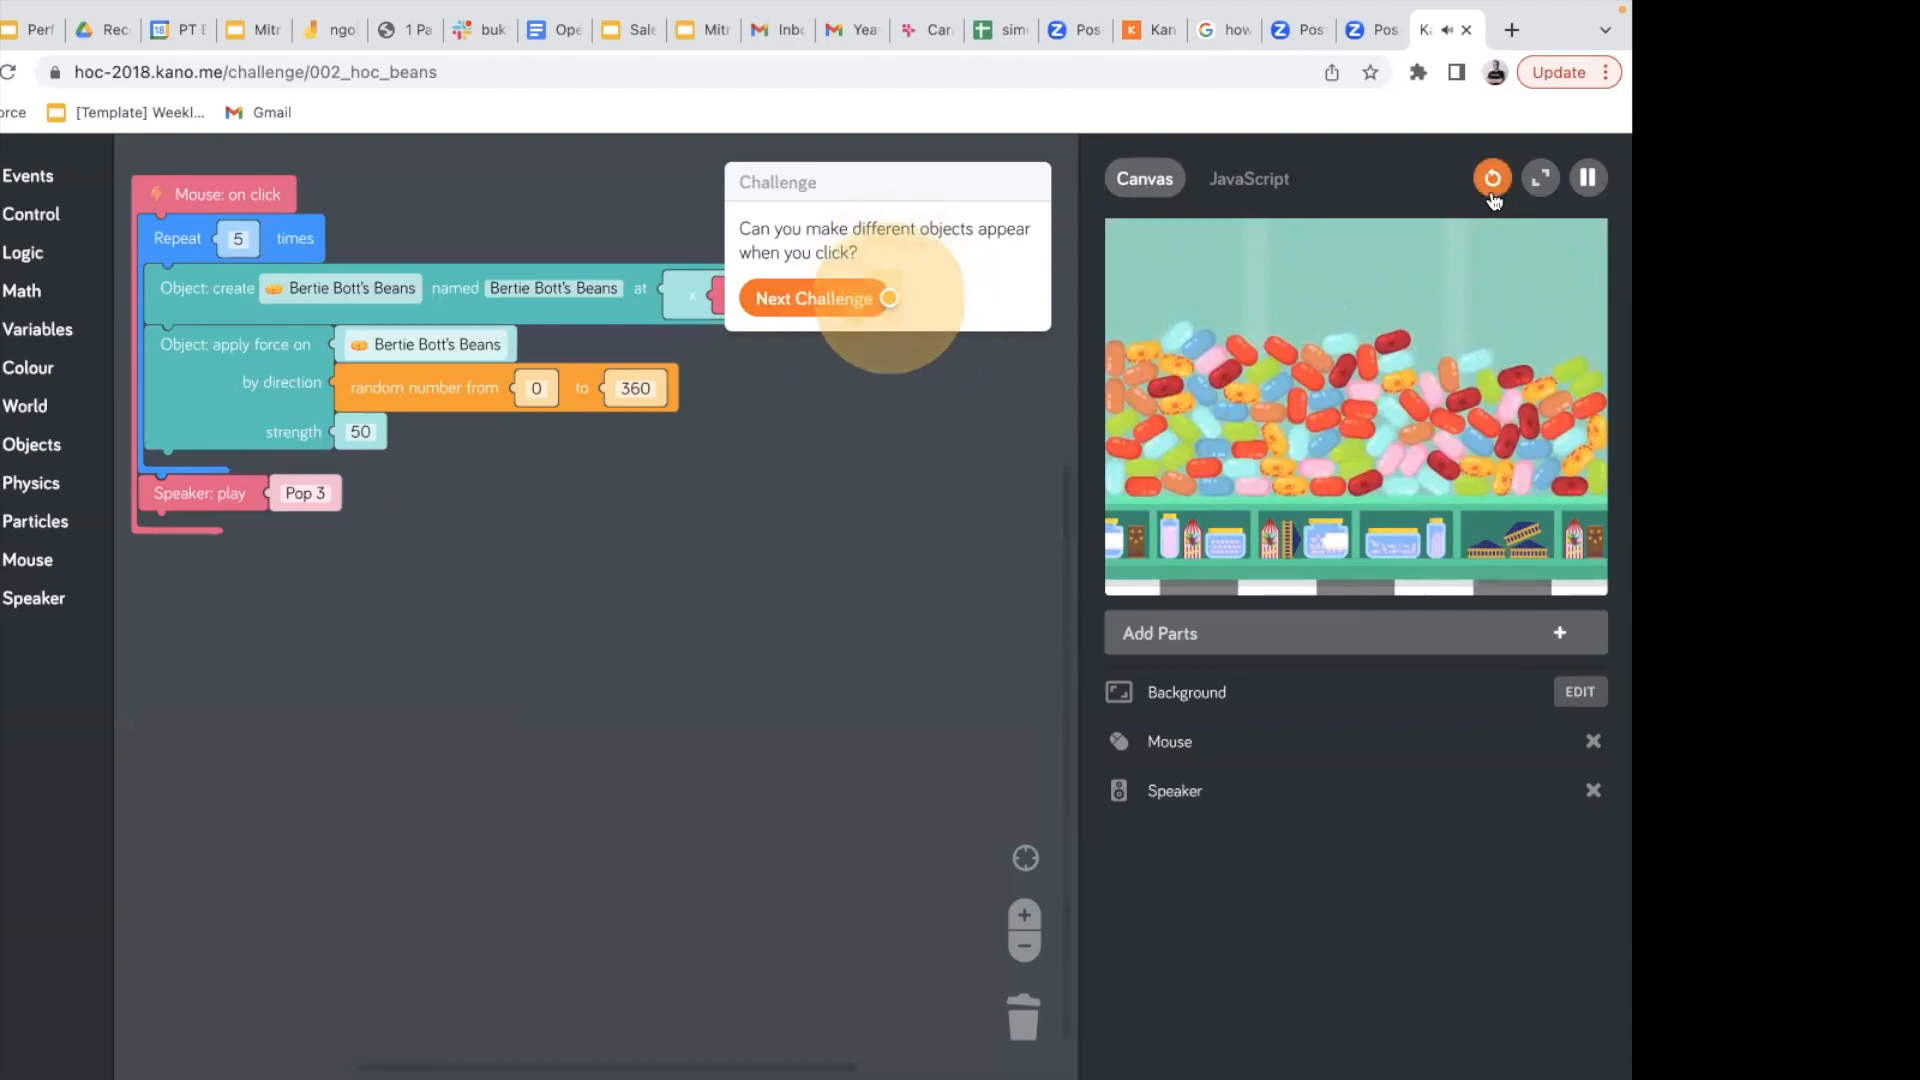 Perf
Rec
18
PT E
Mitr
ngo
1 Pa
buk
Ope
Sale
Mitr
Inbc
Yea
Car
sim
Pos
Kan
how
Pos
Pos
hoc-2018.kano.me/challenge/002_hoc_beans
Update
orce
[Template] Weekl...
Gmail
Events
Control
Logic
Math
Variables
Colour
World
Objects
Physics
Particles
Mouse
Speaker
Mouse: on click
Repeat 5 times
Object: create Bertie Bott's Beans named Bertie Bott's Beans at x
Object: apply force on Bertie Bott's Beans
by direction random number from 0 to 360
strength 50
Speaker: play Pop 3
Challenge
Can you make different objects appear
when you click?
Next Challenge
Canvas
JavaScript
Add Parts +
Background
EDIT
Mouse
Speaker